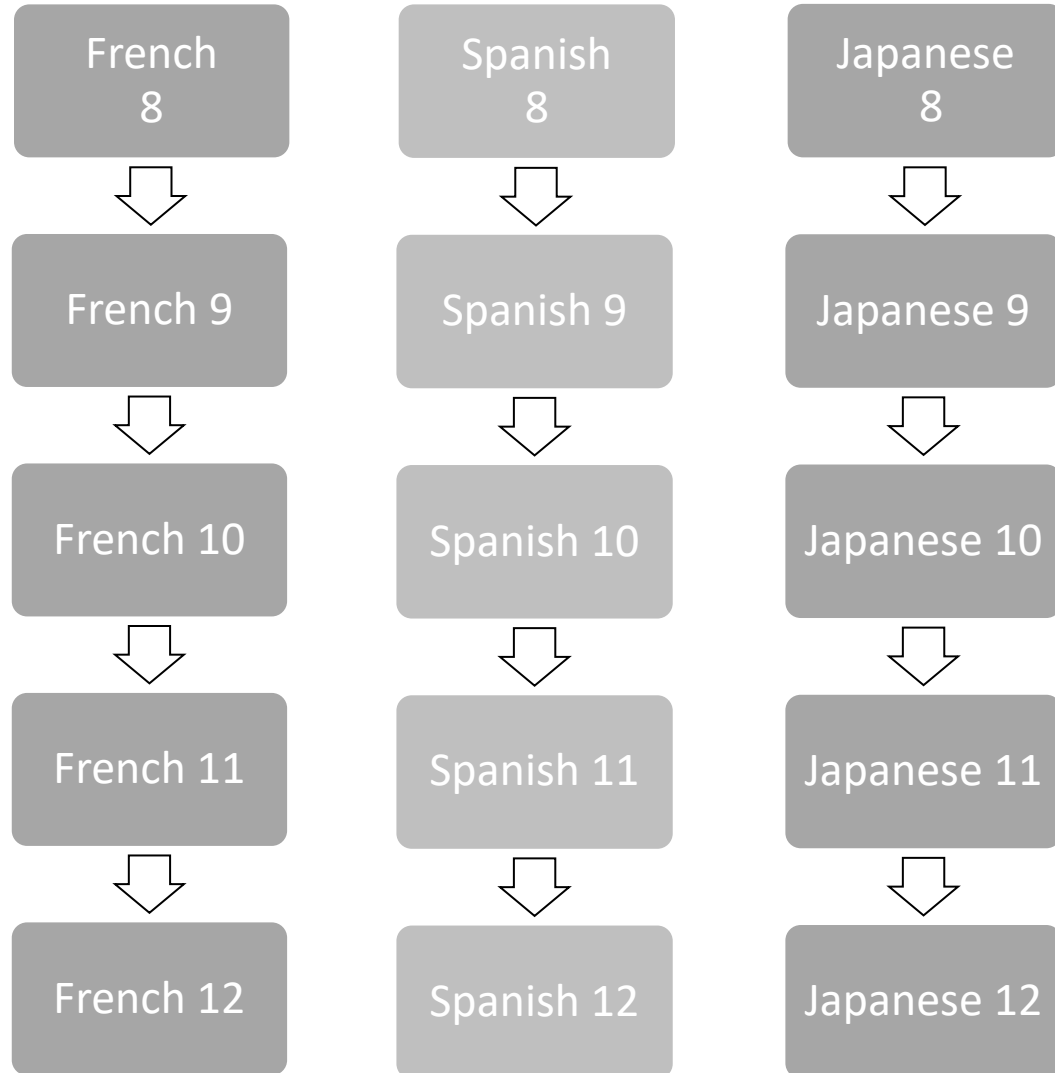 French
8
Spanish
8
Japanese
8
French 9
Spanish 9
Japanese 9
French 10
Spanish 10
Japanese 10
French 11
Spanish 11
Japanese 11
French 12
Spanish 12
Japanese 12